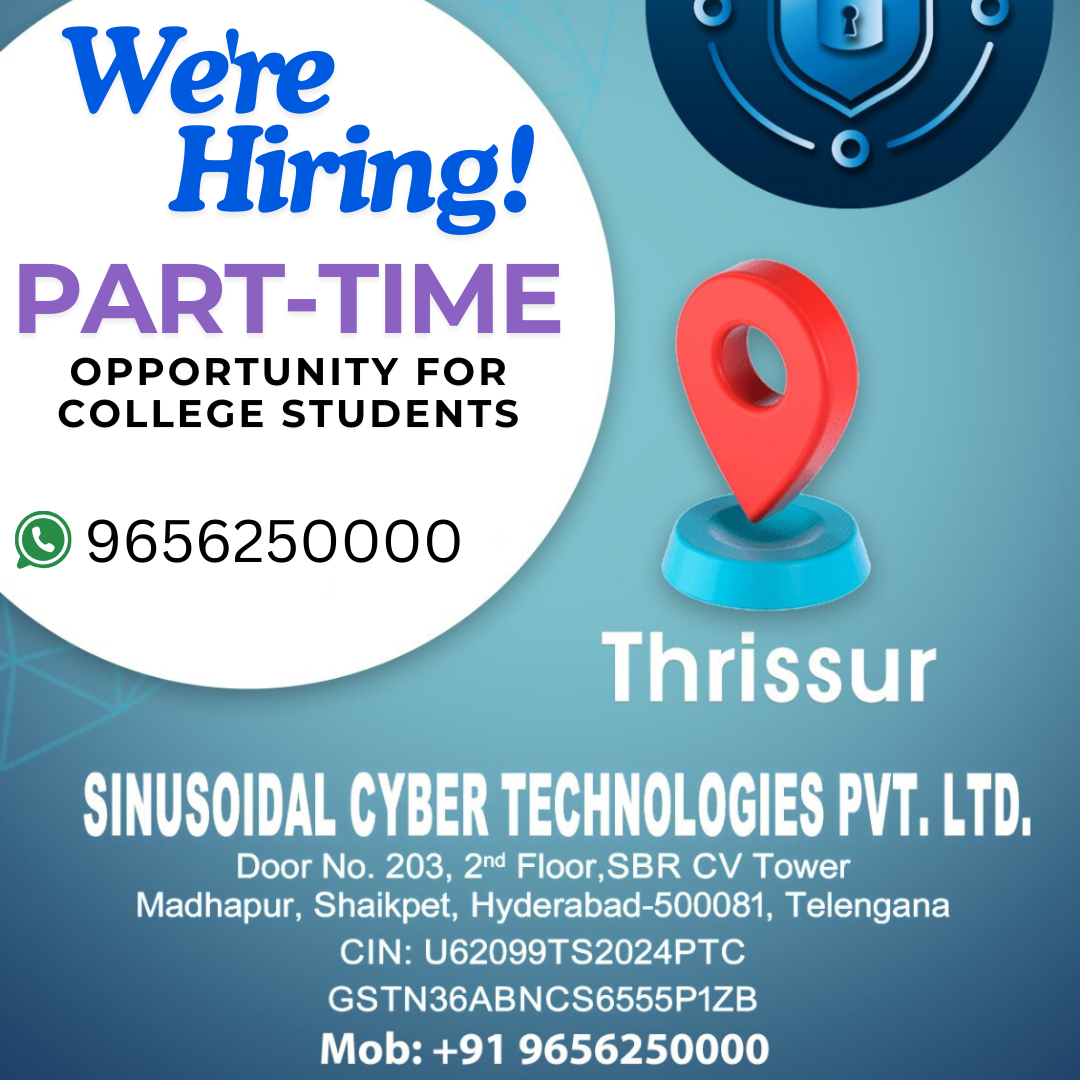 We're
Hiring!
PART-TIME
OPPORTUNITY FOR
COLLEGE STUDENTS
9656250000
Thrissur
SINUSOIDAL CYBER TECHNOLOGIES PVT. LTD.
Door No. 203, 2nd Floor,SBR CV Tower
Madhapur, Shaikpet, Hyderabad-500081, Telengana
CIN: U62099TS2024PTC
GSTN36ABNCS6555P1ZB
Mob: +91 9656250000